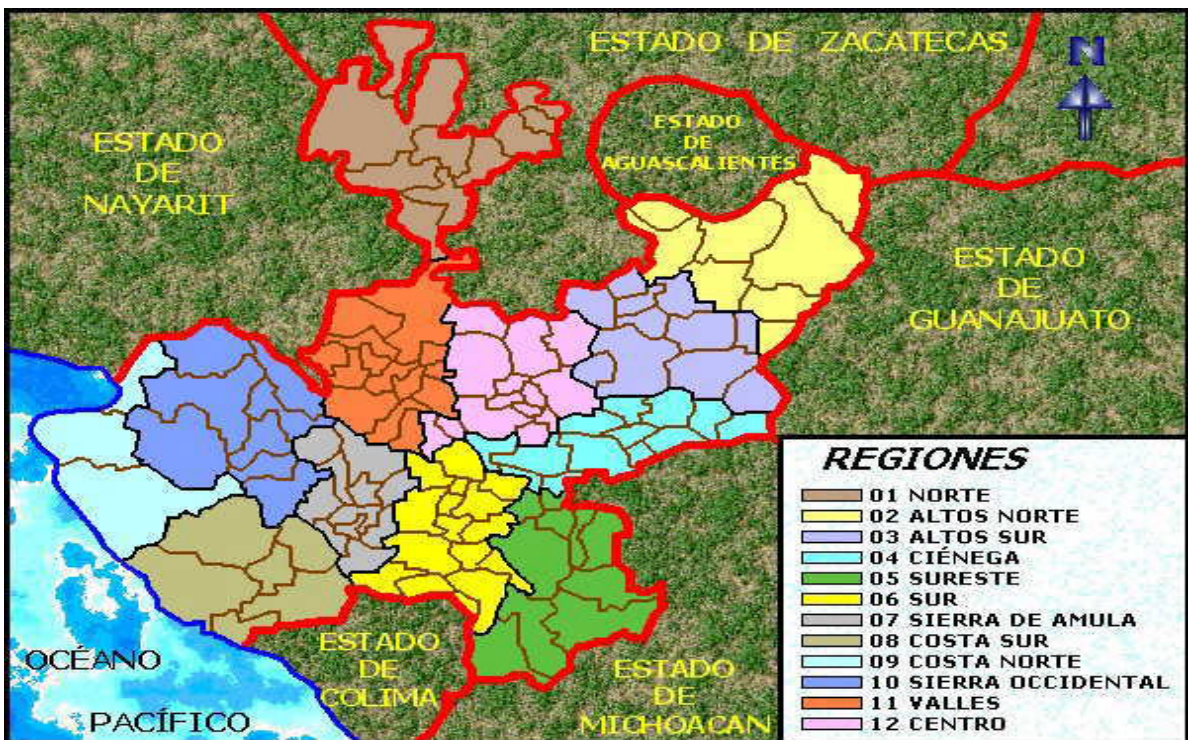 ESTADO DE ZACATECAS
N
ESTADO
DE
AGUASCALIENTES
ESTADO
DE
NAYARIT
ESTADO
DE
GUANAJUATO
REGIONES
01 NORTE
02 ALTOS NORTE
03 ALTOS SUR
04 CIÉNEGA
05 SURESTE
06 SUR
07 SIERRA DE AMULA
08 COSTA SUR
09 COSTA NORTE
10 SIERRA OCCIDENTAL
11 VALLES
12 CENTRO
OCÉANO
PACÍFICO
ESTADO
DE
COLIMA
ESTADO
DE
MICHOACAN